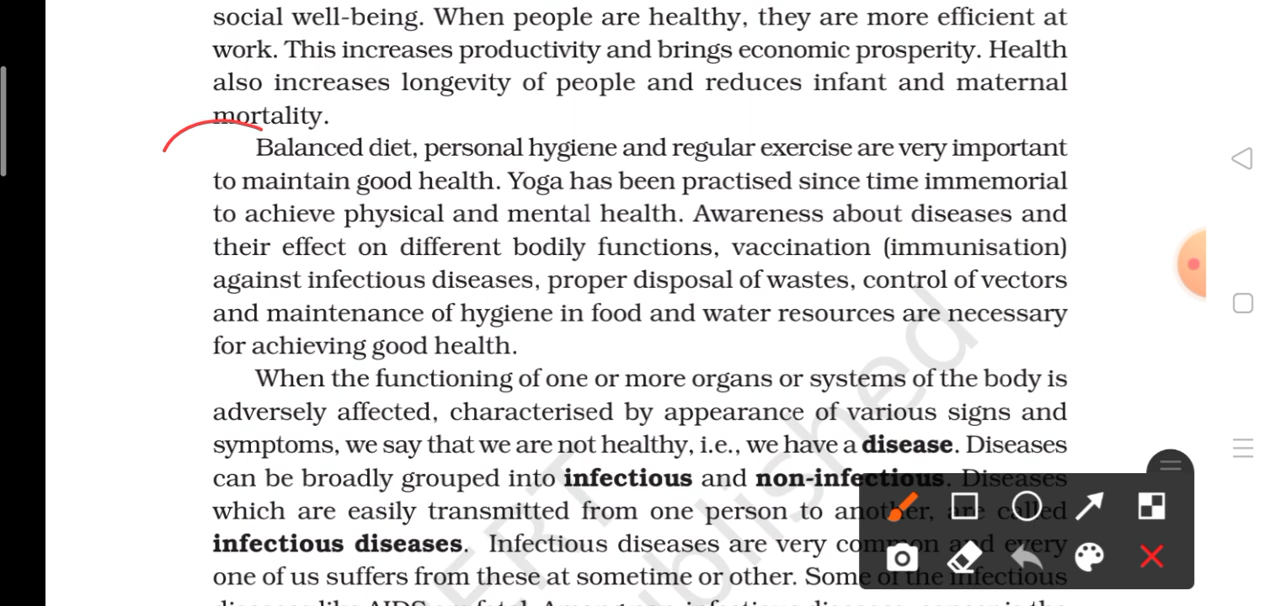 social well-being. When people are healthy, they are more efficient at
work. This increases productivity and brings economic prosperity. Health
also increases longevity of people and reduces infant and maternal
mortality.
Balanced diet, personal hygiene and regular exercise are very important
to maintain good health. Yoga has been practised since time immemorial
to achieve physical and mental health. Awareness about diseases and
their effect on different bodily functions, vaccination (immunisation)
against infectious diseases, proper disposal of wastes, control of vectors
and maintenance of hygiene in food and water resources are necessary
for achieving good health.
When the functioning of one or more organs or systems of the body is
adversely affected, characterised by appearance of various signs and
symptoms, we say that we are not healthy, i.e., we have a disease. Diseases
can be broadly grouped into infectious and non-infectious. Diseases
which are easily transmitted from one person to another, are called
infectious diseases. Infectious diseases are very common and every
one of us suffers from these at sometime or other. Some of the infectious